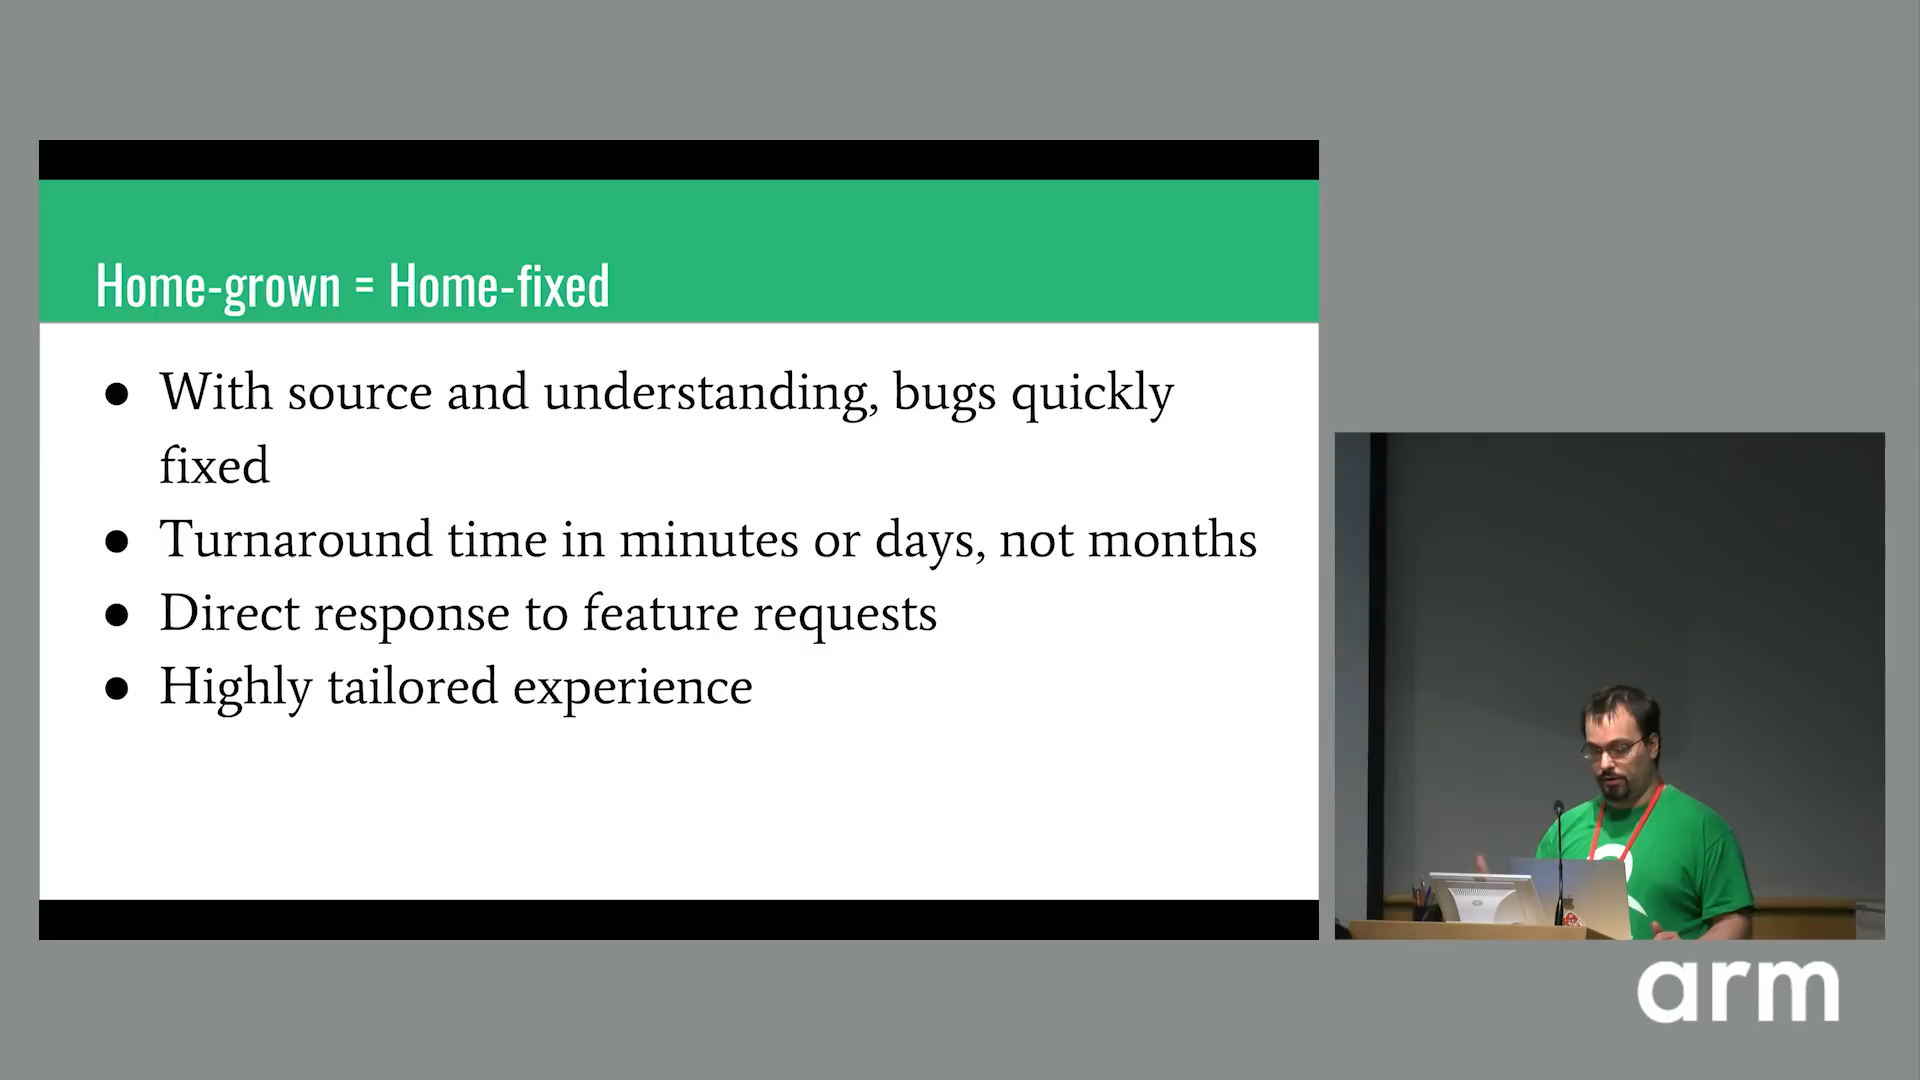 Home-grown = Home-fixed
● With source and understanding, bugs quickly
fixed
● Turnaround time in minutes or days, not months
● Direct response to feature requests
● Highly tailored experience
arm